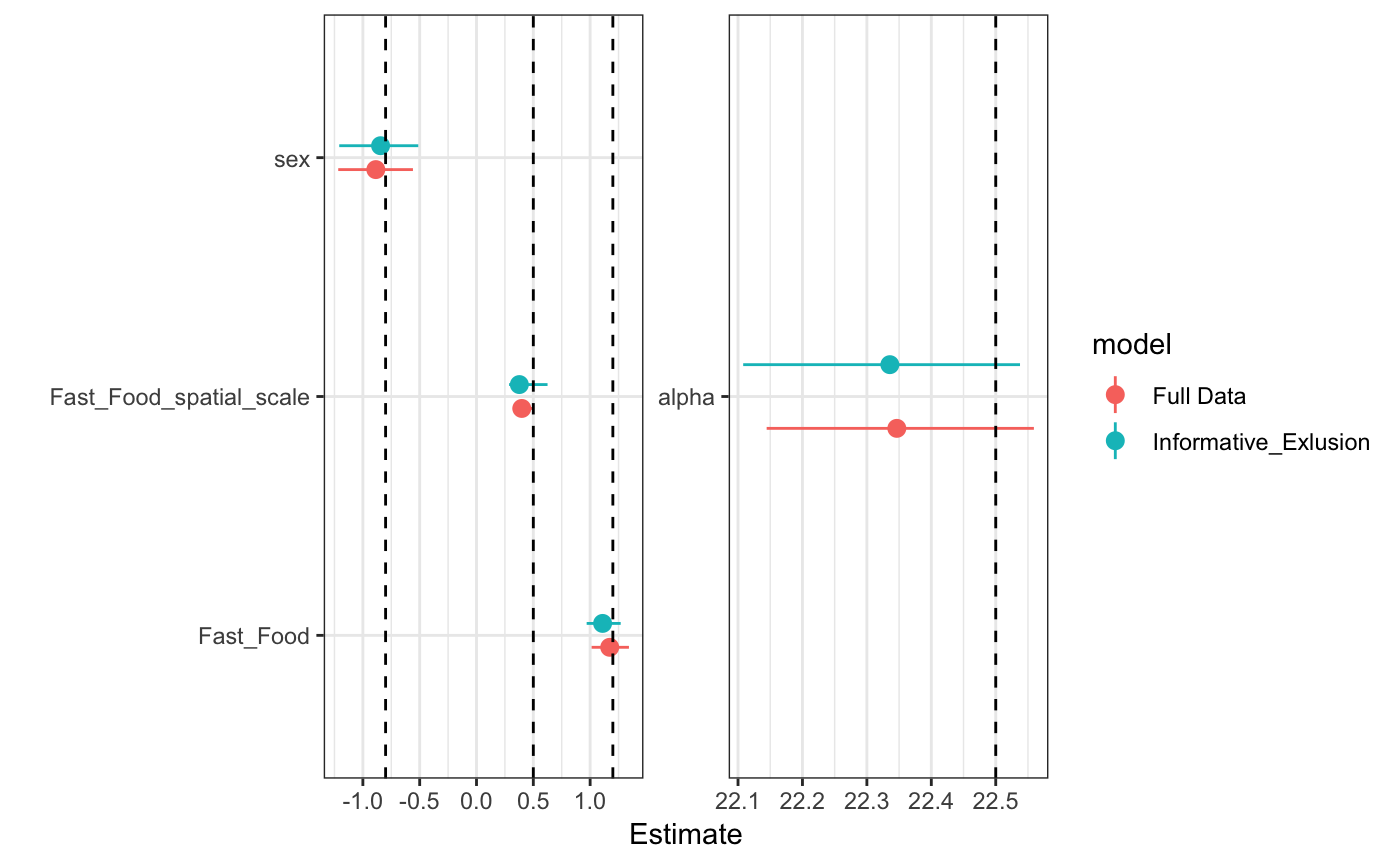 sex
Fast_Food_spatial_scale
Fast_Food
-1.0 -0.5 0.0 0.5 1.0
alpha
22.1 22.2 22.3 22.4 22.5
Estimate
model
Full Data
Informative_Exlusion